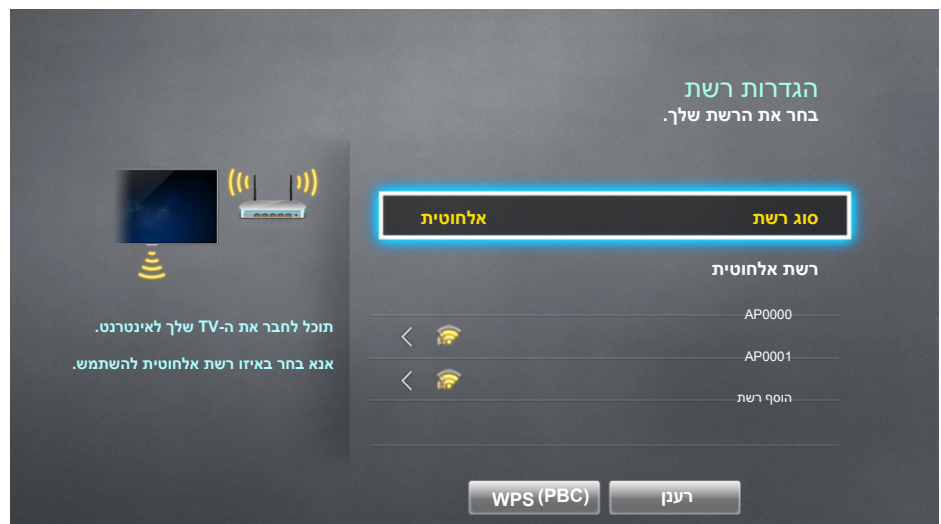 הגדרות רשת
בחר את הרשת שלך.
סוג רשת אלחוטית
רשת אלחוטית
AP0000
AP0001
הוסף רשת
תוכל לחבר את ה-TV שלך לאינטרנט.
אנא בחר באיזו רשת אלחוטית להשתמש.
רענן WPS (PBC)